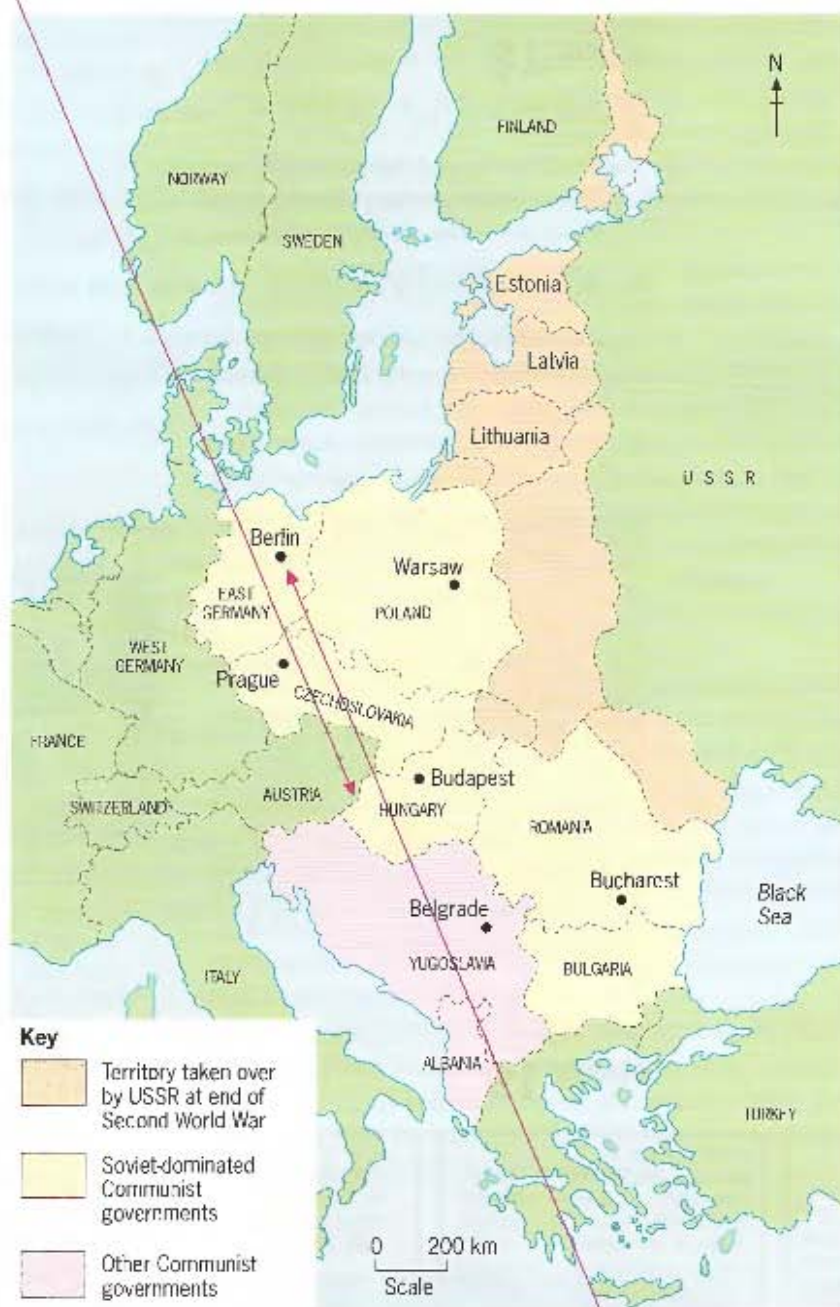 N
FINLAND
NORWAY
SWEDEN
Estonia
Latvia
Lithuania
U S S R
Berlin
Warsaw
EAST
GERMANY
POLAND
WEST
GERMANY
Prague
CZECHOSLOVAKIA
FRANCE
Budapest
AUSTRIA
SWITZERLAND
HUNGARY
ROMANIA
Bucharest
Black
Sea
Belgrade
YUGOSLAVIA
BULGARIA
ITALY
ALBANIA
TURKEY
Key
Territory taken over
by USSR at end of
Second World War
Soviet-dominated
Communist
governments
Other Communist
governments
0 200 km
Scale